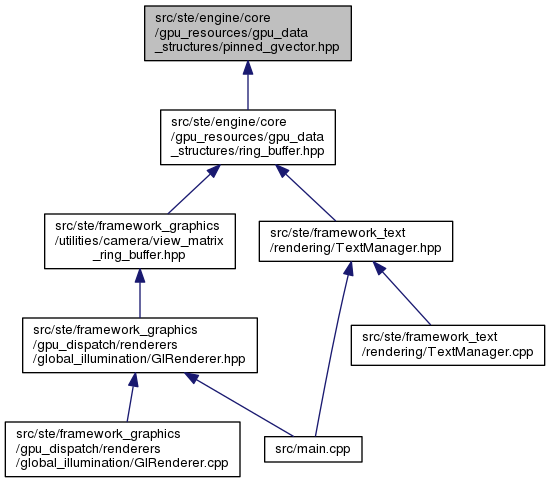 src/ste/engine/core
/gpu_resources/gpu_data
_structures/pinned_gvector.hpp
src/ste/engine/core
/gpu_resources/gpu_data
_structures/ring_buffer.hpp
src/ste/framework_graphics
/utilities/camera/view_matrix
_ring_buffer.hpp
src/ste/framework_text
/rendering/TextManager.hpp
src/ste/framework_graphics
/gpu_dispatch/renderers
/global_illumination/GIRenderer.hpp
src/ste/framework_text
/rendering/TextManager.cpp
src/ste/framework_graphics
/gpu_dispatch/renderers
/global_illumination/GIRenderer.cpp
src/main.cpp